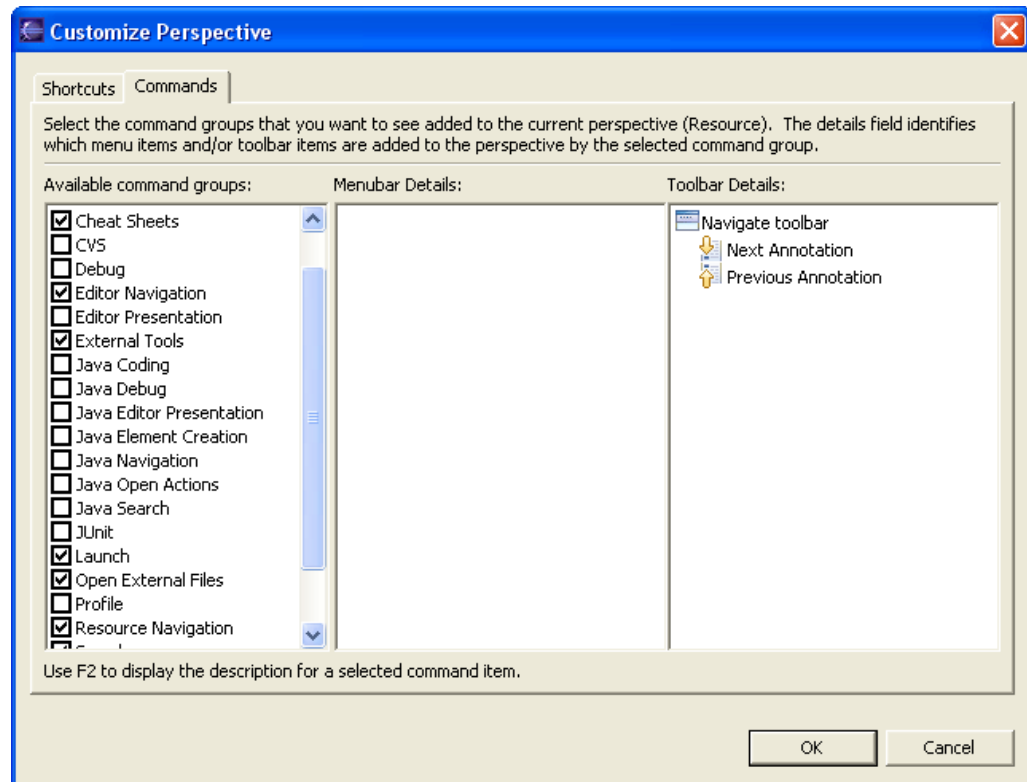 Customize Perspective
Shortcuts
Commands
Select the command groups that you want to see added to the current perspective (Resource). The details field identifies
which menu items and/or toolbar items are added to the perspective by the selected command group.
Available command groups:
Menubar Details:
Toolbar Details:
Cheat Sheets
CVS
Debug
Editor Navigation
Editor Presentation
External Tools
Java Coding
Java Debug
Java Editor Presentation
Java Element Creation
Java Navigation
Java Open Actions
Java Search
JUnit
Launch
Open External Files
Profile
Resource Navigation
Navigate toolbar
Next Annotation
Previous Annotation
Use F2 to display the description for a selected command item.
OK
Cancel